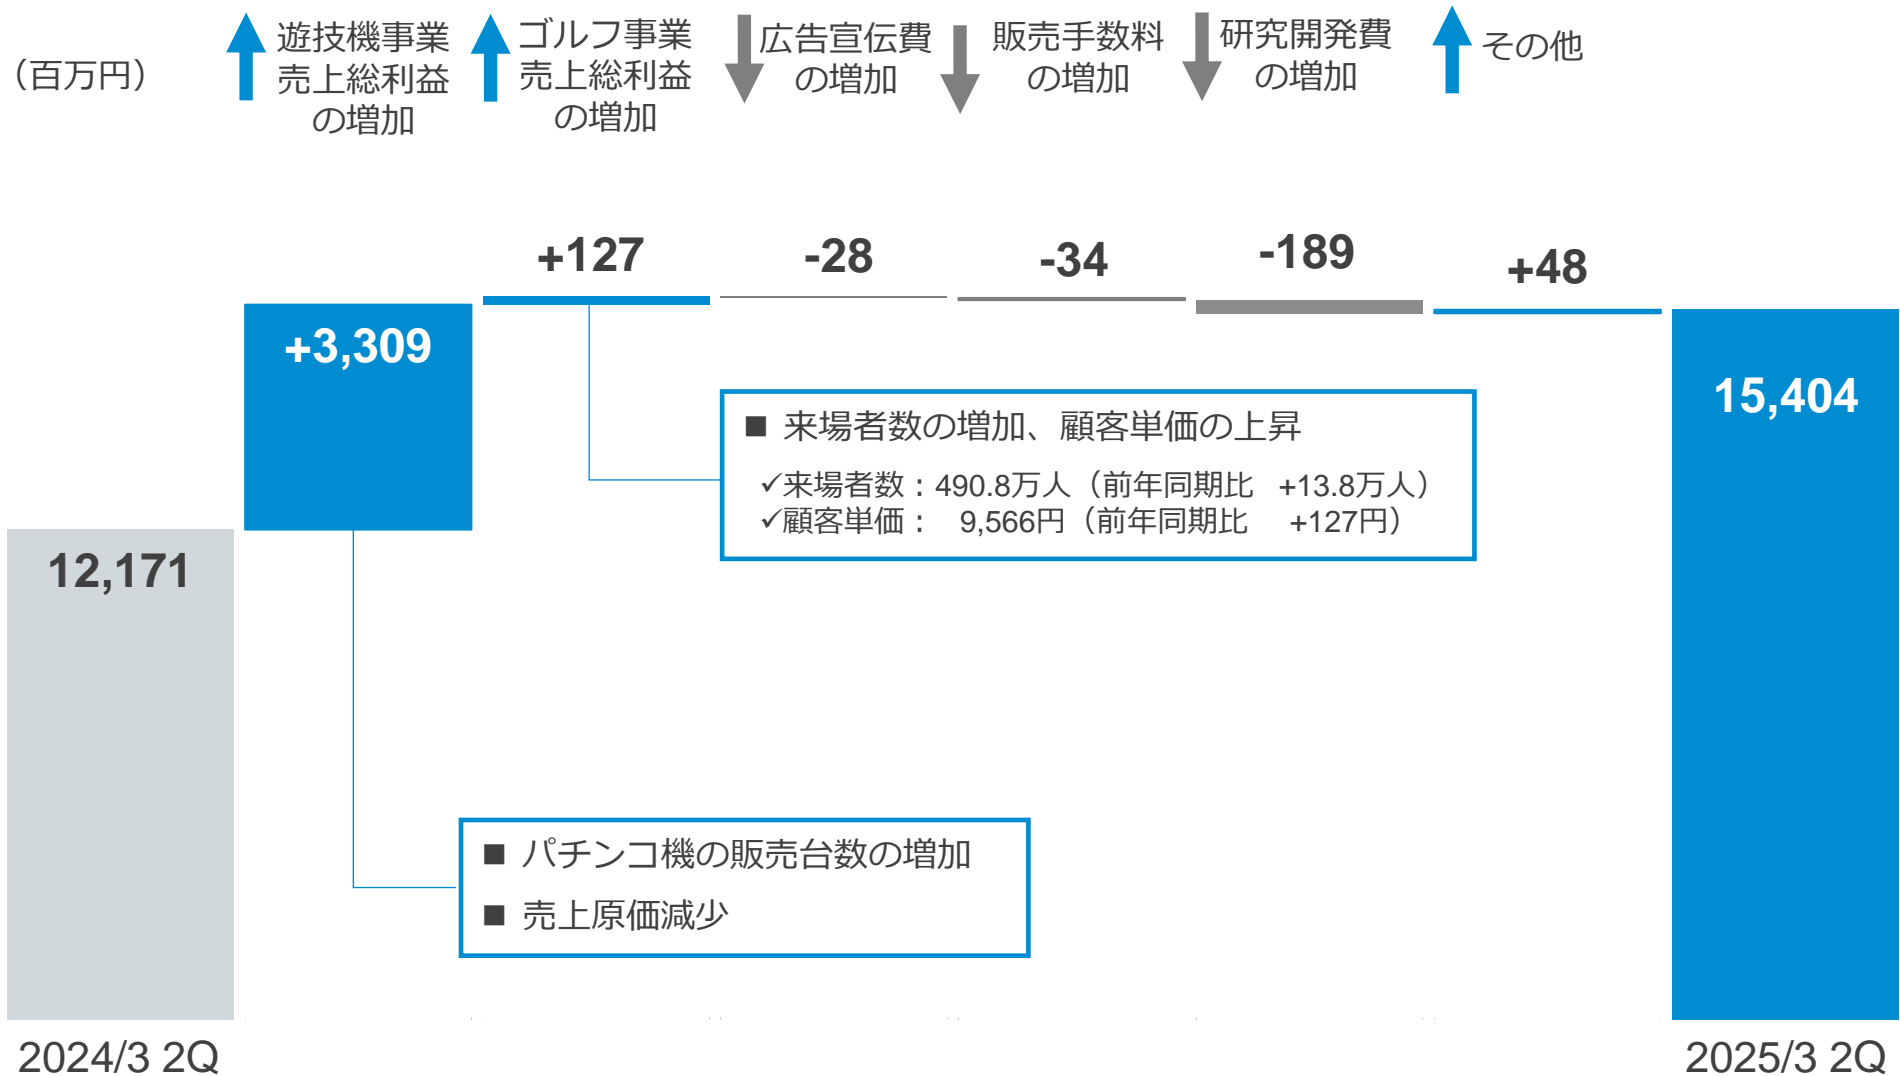 （百万円）
遊技機事業
売上総利益
の増加
ゴルフ事業
売上総利益
の増加
広告宣伝費
の増加
販売手数料
の増加
研究開発費
の増加
その他
+3,309
+127
-28
-34
-189
+48
12,171
15,404
■ 来場者数の増加、顧客単価の上昇
✓来場者数：490.8万人（前年同期比 +13.8万人）
✓顧客単価： 9,566円（前年同期比 +127円）
■ パチンコ機の販売台数の増加
■ 売上原価減少
2024/3 2Q
2025/3 2Q